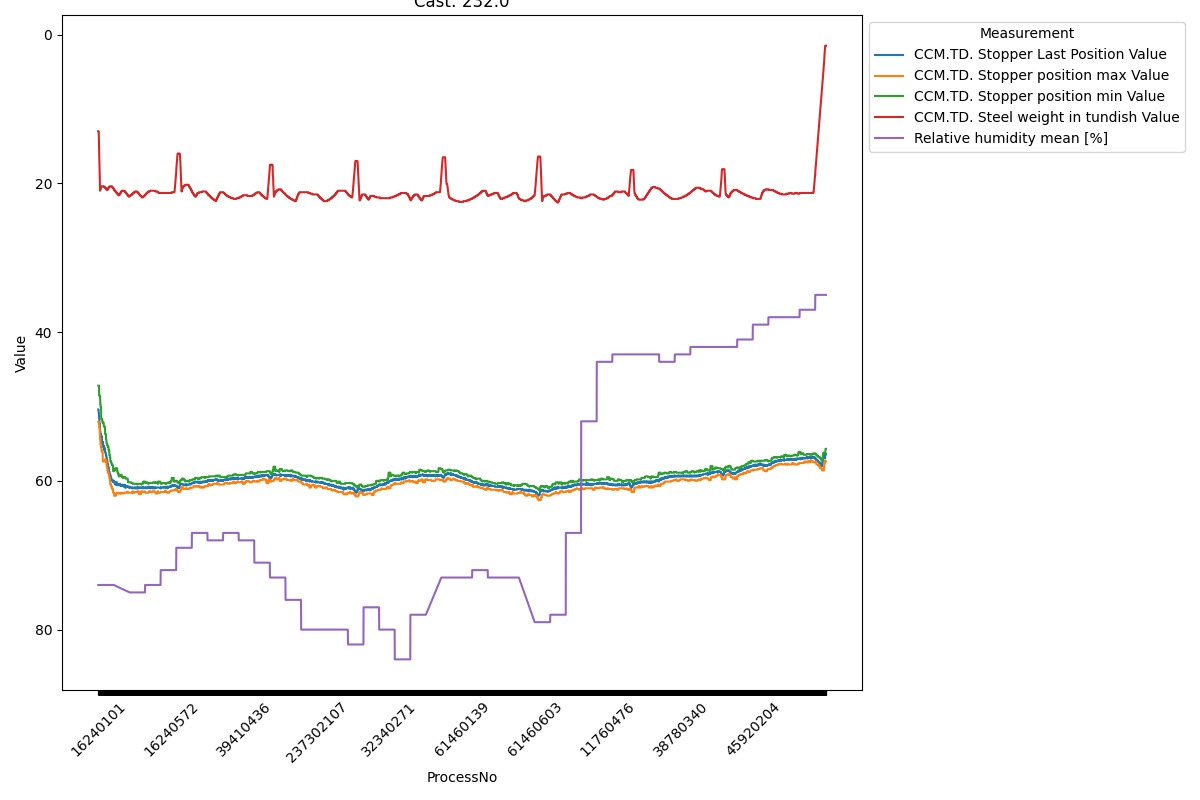 Cast: 232.0
Measurement
CCM.TD. Stopper Last Position Value
CCM.TD. Stopper position max Value
CCM.TD. Stopper position min Value
CCM.TD. Steel weight in tundish Value
Relative humidity mean [%]
0
20
40
60
80
Value
16240101
16240572
39410436
237302107
32340271
61460139
61460603
11760476
38780340
45920204
ProcessNo